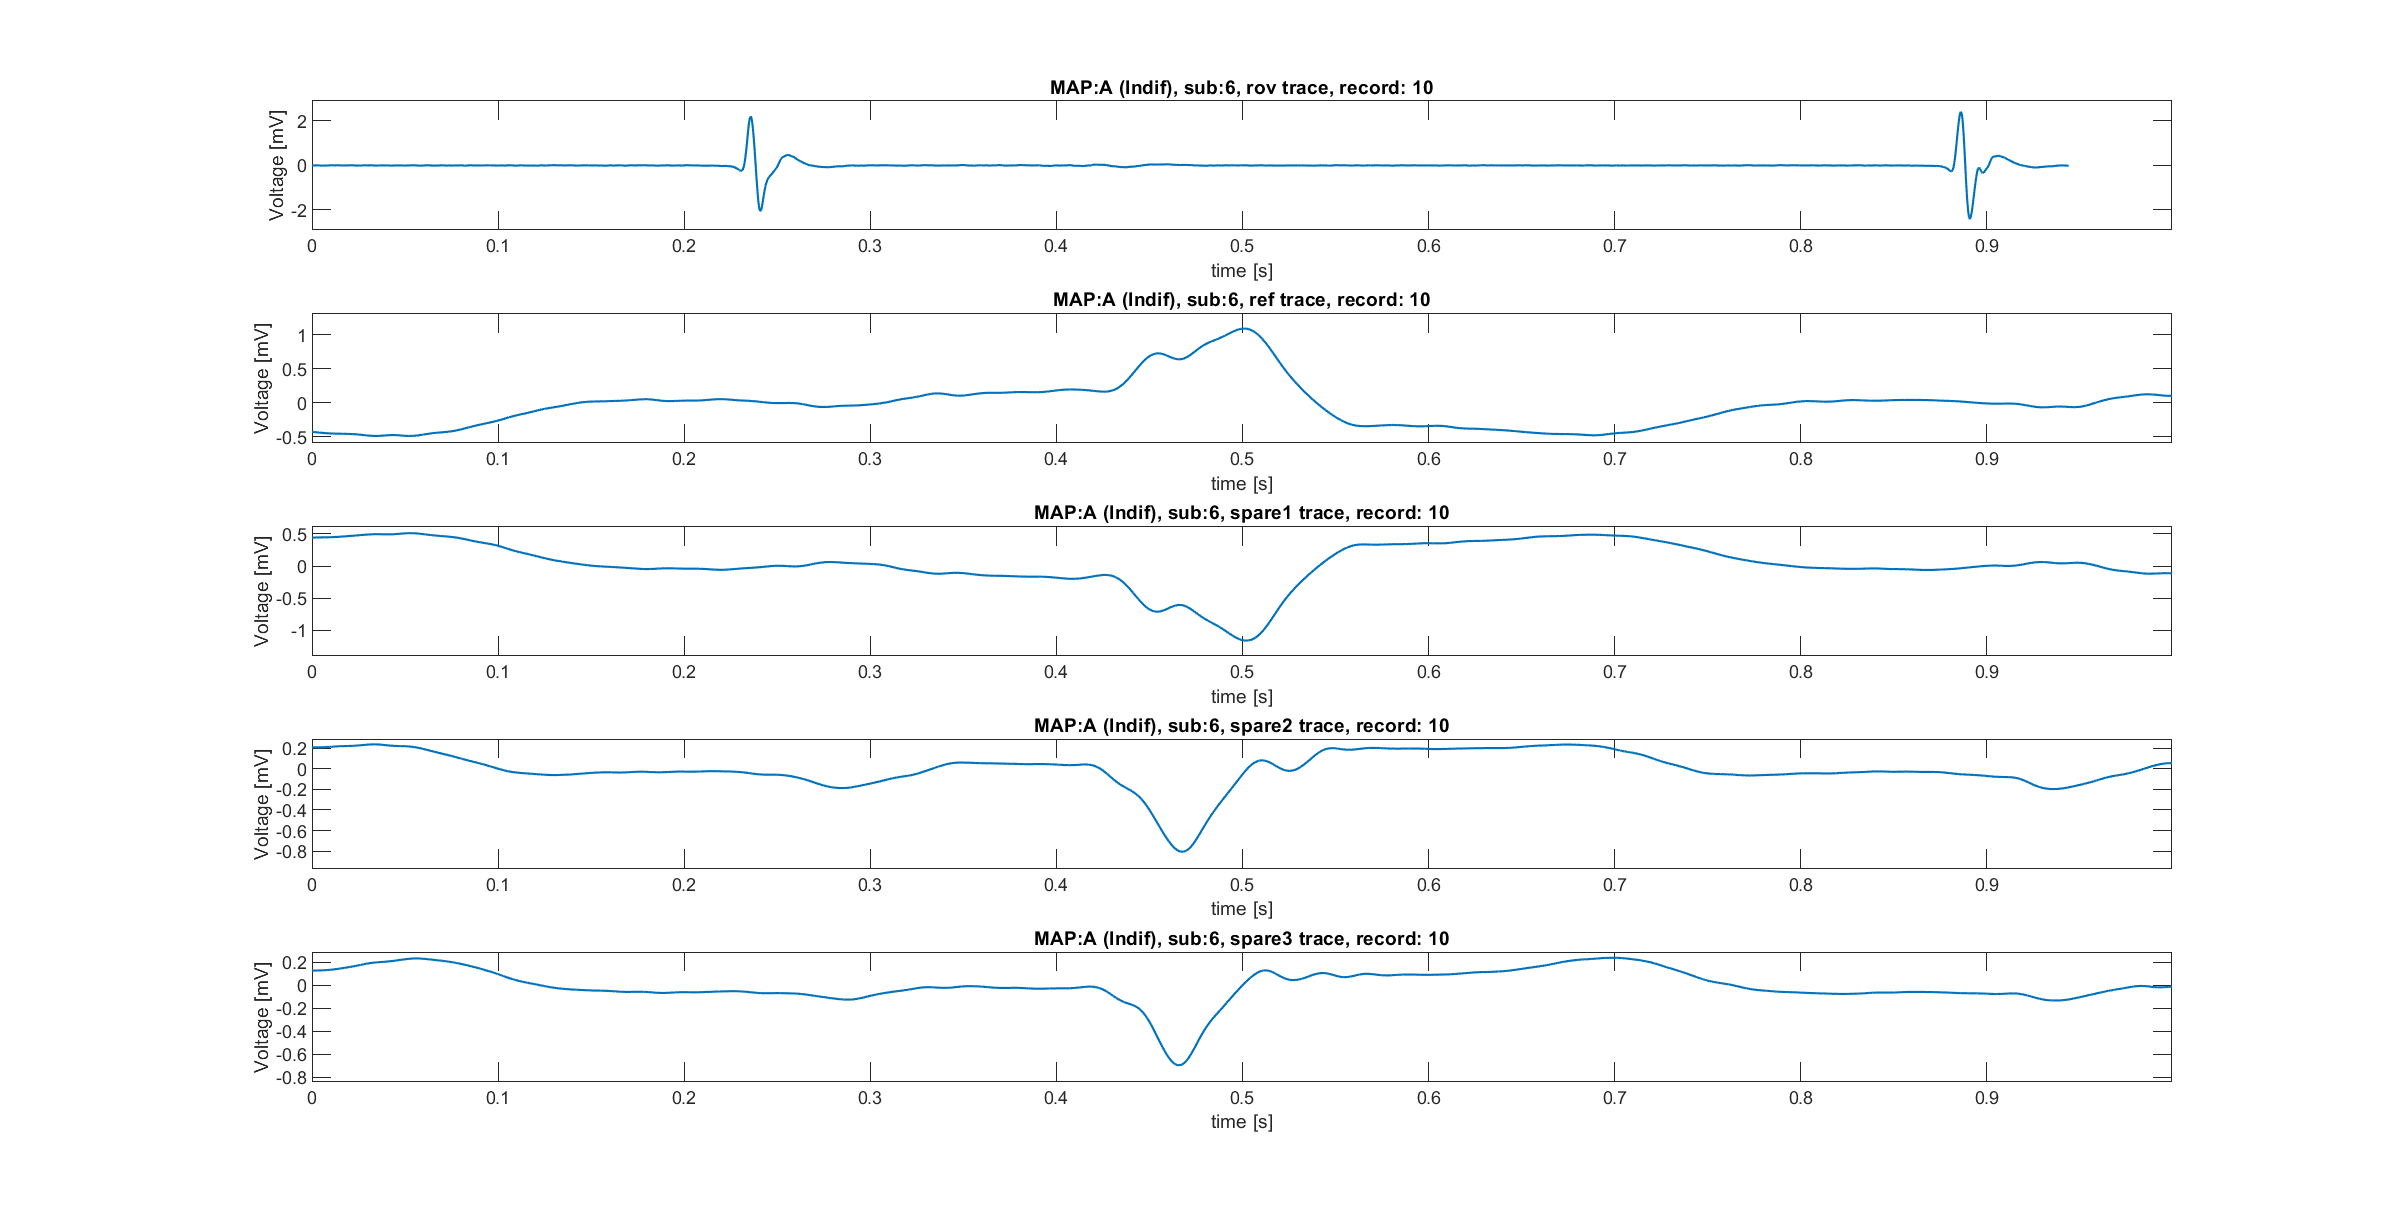 MAP:A (Indif), sub:6, rov trace, record: 10
Voltage [mV]
2
0
-2
0 0.1 0.2 0.3 0.4 0.5 0.6 0.7 0.8 0.9
time [s]
MAP:A (Indif), sub:6, ref trace, record: 10
Voltage [mV]
1
0.5
0
-0.5
0 0.1 0.2 0.3 0.4 0.5 0.6 0.7 0.8 0.9
time [s]
MAP:A (Indif), sub:6, spare1 trace, record: 10
Voltage [mV]
0.5
0
-0.5
-1
0 0.1 0.2 0.3 0.4 0.5 0.6 0.7 0.8 0.9
time [s]
MAP:A (Indif), sub:6, spare2 trace, record: 10
Voltage [mV]
0.2
0
-0.2
-0.4
-0.6
-0.8
0 0.1 0.2 0.3 0.4 0.5 0.6 0.7 0.8 0.9
time [s]
MAP:A (Indif), sub:6, spare3 trace, record: 10
Voltage [mV]
0.2
0
-0.2
-0.4
-0.6
-0.8
0 0.1 0.2 0.3 0.4 0.5 0.6 0.7 0.8 0.9
time [s]